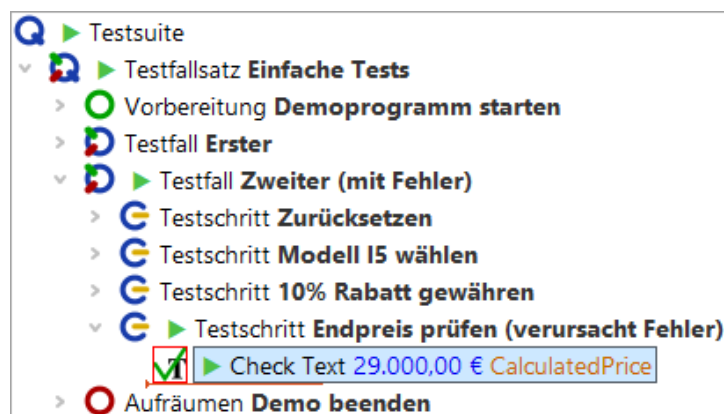 Testsuite
Testfallsatz Einfache Tests
Vorbereitung Demoprogramm starten
Testfall Erster
Testfall Zweiter (mit Fehler)
Testschritt Zurücksetzen
Testschritt Modell I5 wählen
Testschritt 10% Rabatt gewähren
Testschritt Endpreis prüfen (verursacht Fehler)
Check Text 29.000,00 € CalculatedPrice
Aufräumen Demo beenden